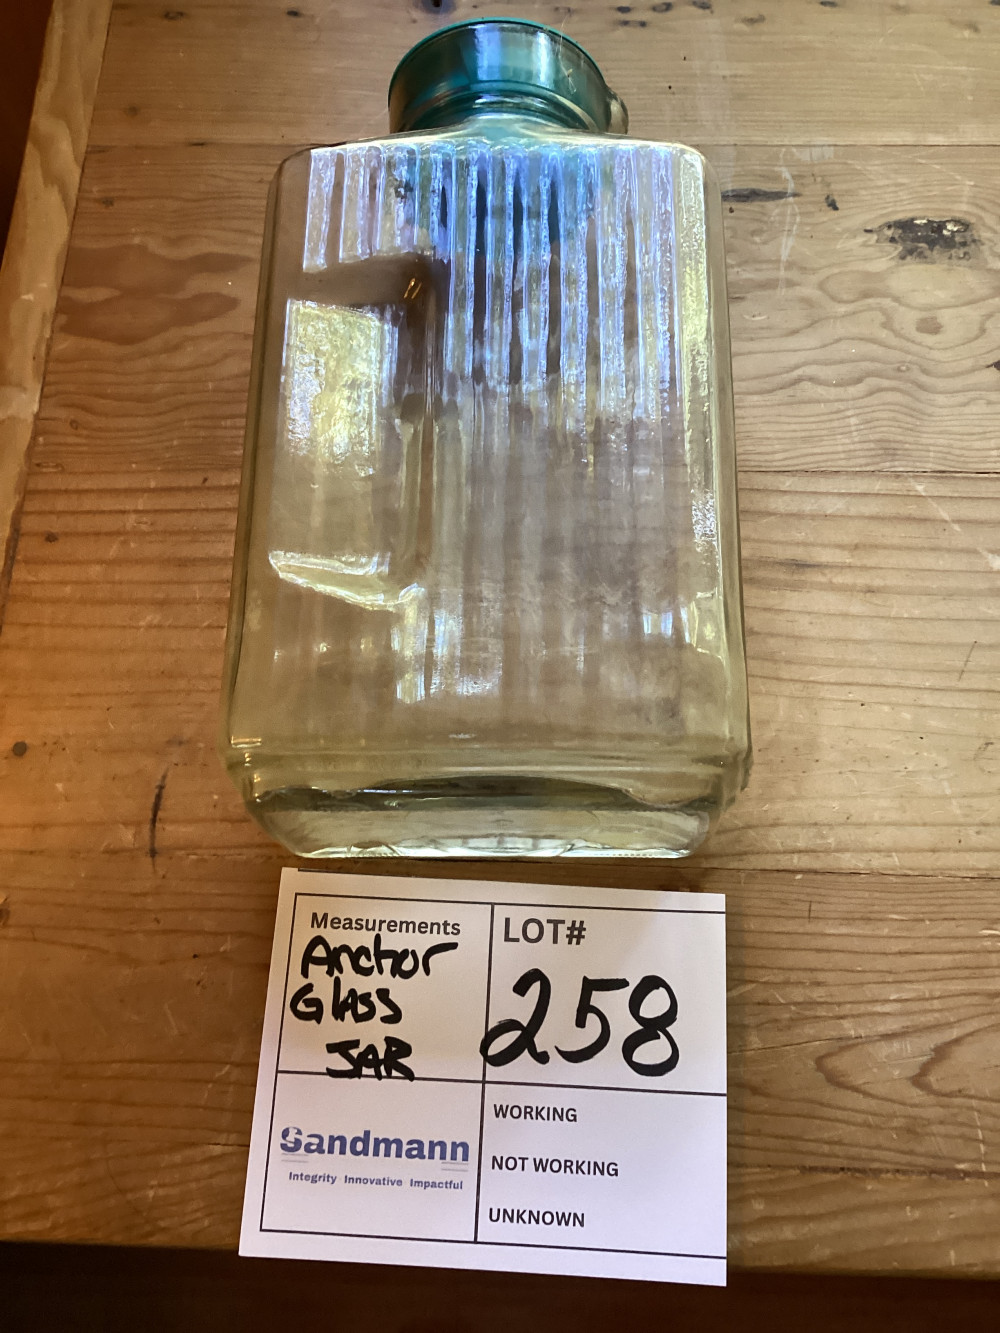 Measurements
Anchor
Glass
JAR
LOT#
258
Sandmann
Integrity Innovative Impactful
WORKING
NOT WORKING
UNKNOWN